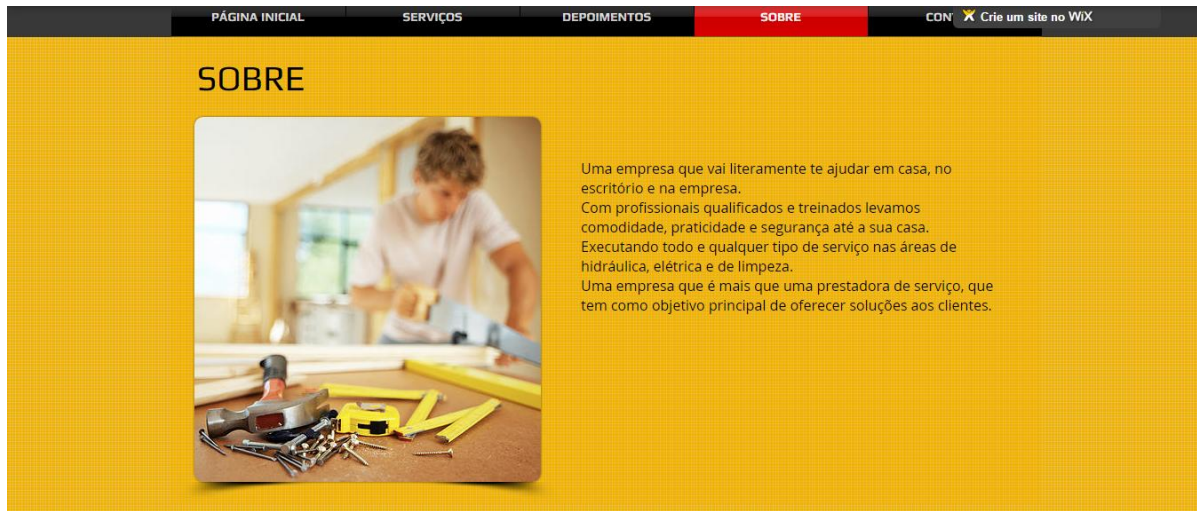 PÁGINA INICIAL SERVIÇOS DEPOIMENTOS SOBRE Crie um site no WiX
SOBRE
Uma empresa que vai literamente te ajudar em casa, no
escritório e na empresa.
Com profissionais qualificados e treinados levamos
comodidade, praticidade e segurança até a sua casa.
Executando todo e qualquer tipo de serviço nas áreas de
hidráulica, elétrica e de limpeza.
Uma empresa que é mais que uma prestadora de serviço, que
tem como objetivo principal de oferecer soluções aos clientes.